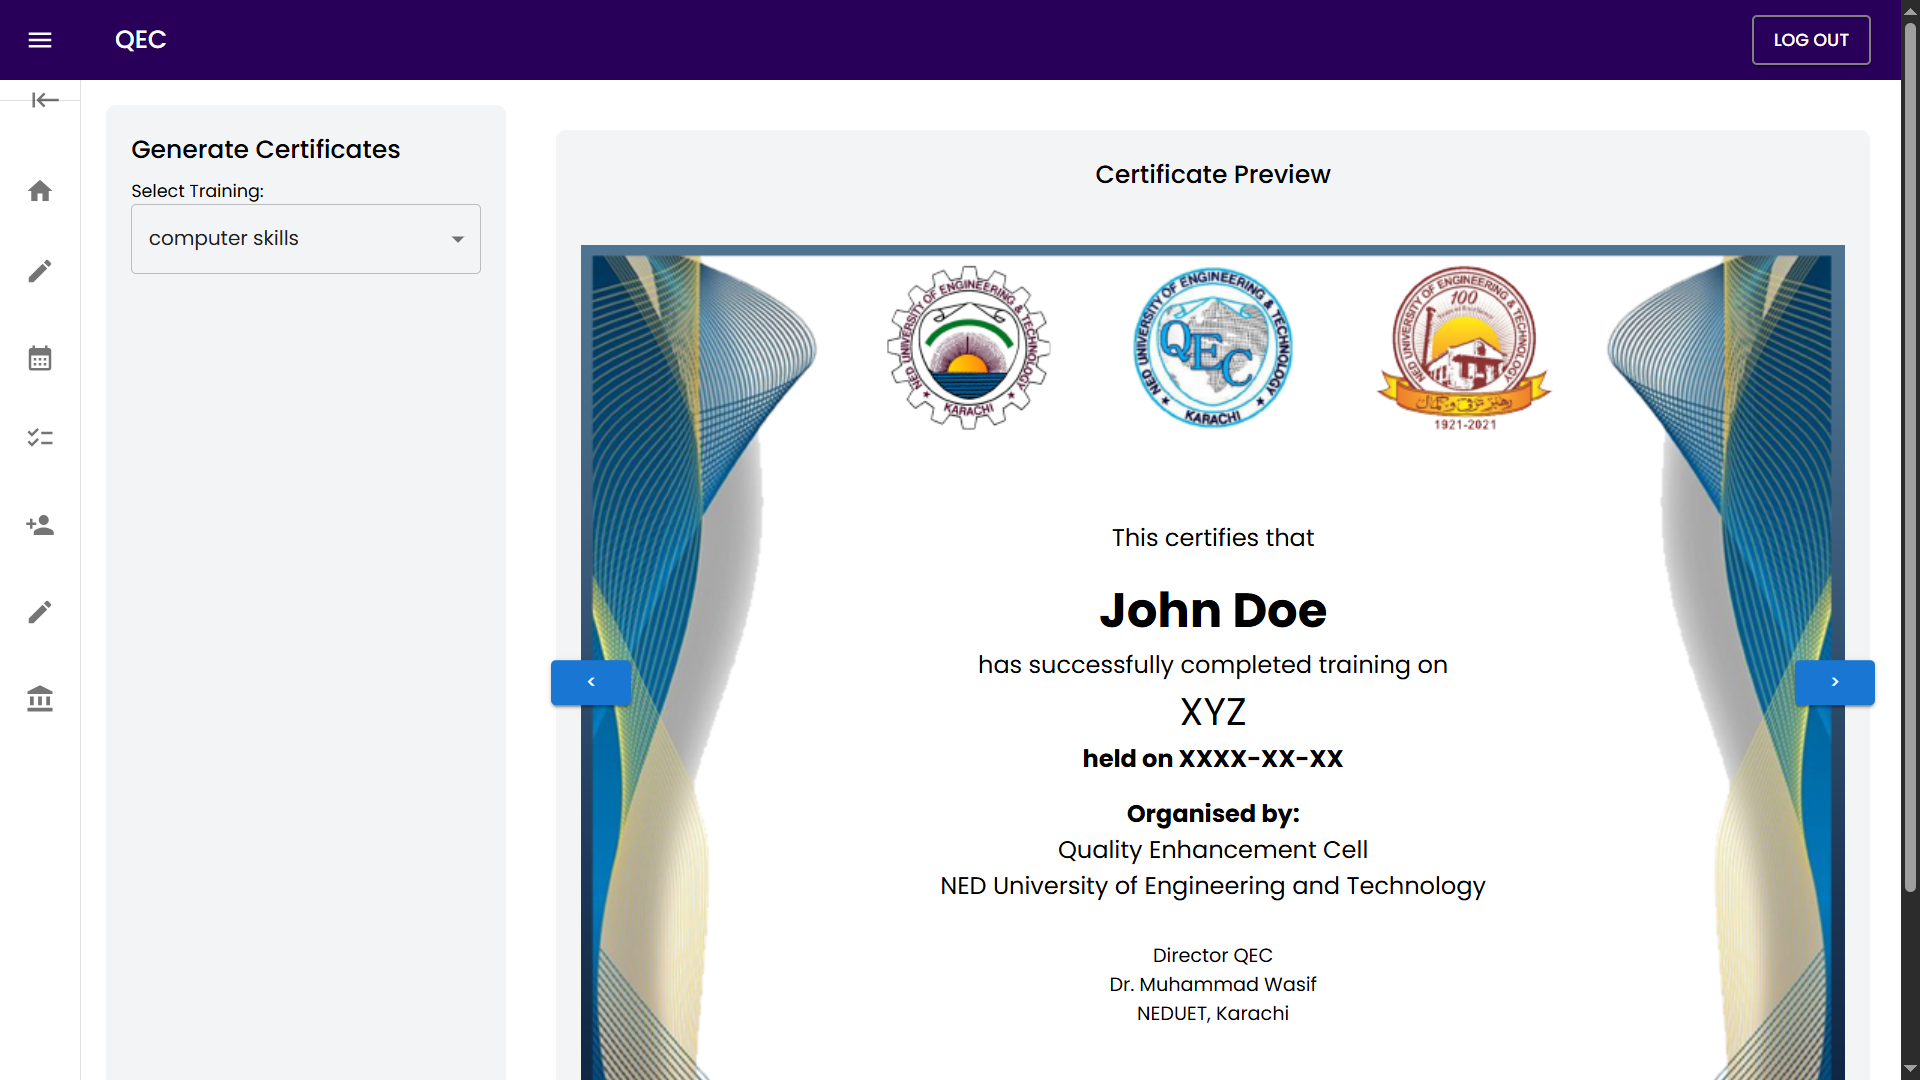 QEC
LOG OUT
Generate Certificates
Select Training:
computer skills
Certificate Preview
NED UNIVERSITY OF ENGINEERING & TECHNOLOGY
KARACHI
NED UNIVERSITY OF ENGINEERING & TECHNOLOGY
QEC
KARACHI
NED UNIVERSITY OF ENGINEERING & TECHNOLOGY
100
1921-2021
This certifies that
John Doe
has successfully completed training on
XYZ
held on XXXX-XX-XX
<
>
Organised by:
Quality Enhancement Cell
NED University of Engineering and Technology
Director QEC
Dr. Muhammad Wasif
NEDUET, Karachi